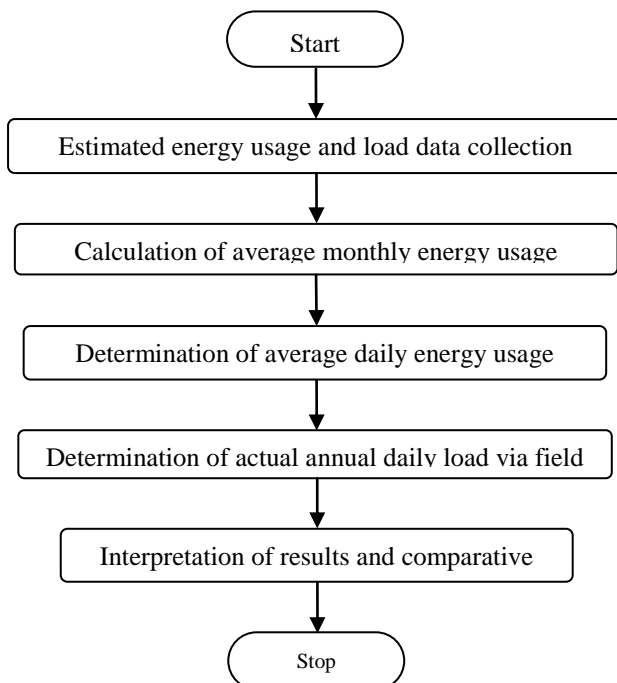 Start
Estimated energy usage and load data collection
Calculation of average monthly energy usage
Determination of average daily energy usage
Determination of actual annual daily load via field
Interpretation of results and comparative
Stop